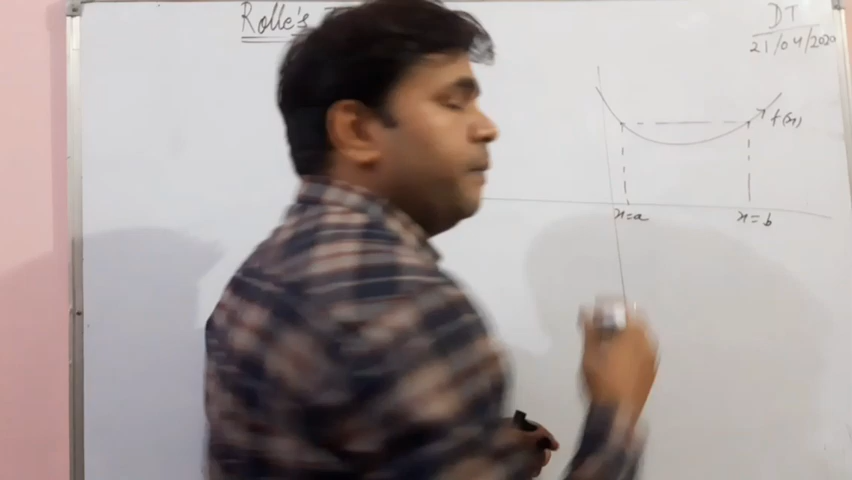 Rolle's
DT
21/04/2020
f(x)
x=a
x=b